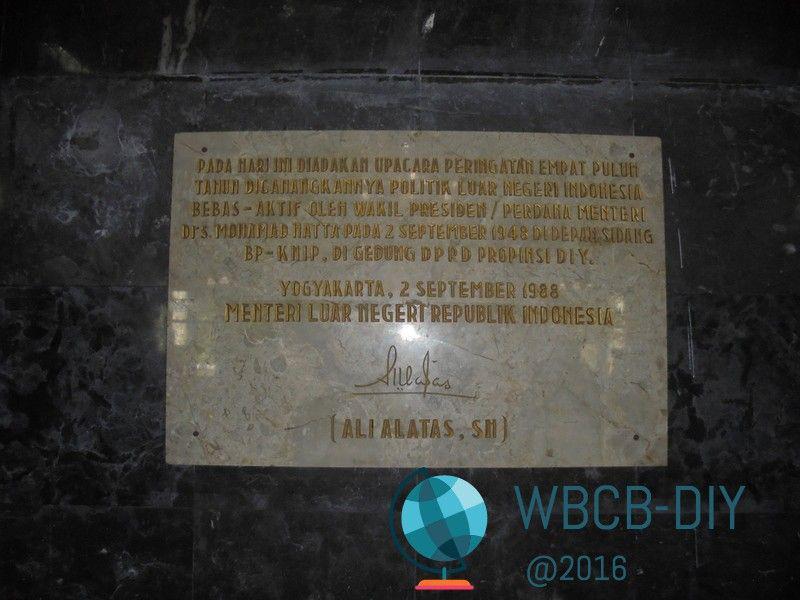 PADA HARI INI DIADAKAN UPACARA PERINGATAN EMPAT PULUH
TAHUN DICANANGKANNYA POLITIK LUAR NEGERI INDONESIA
BEBAS - AKTIF OLEH WAKIL PRESIDEN / PERDANA MENTERI
Drs. MOHAMAD HATTA PADA 2 SEPTEMBER 1948 DI DEPAN SIDANG
BP - KNIP, DI GEDUNG DPRD PROPINSI DIY.
YOGYAKARTA, 2 SEPTEMBER 1988
MENTERI LUAR NEGERI REPUBLIK INDONESIA
(ALI ALATAS, SH)
WBCB-DIY
@2016